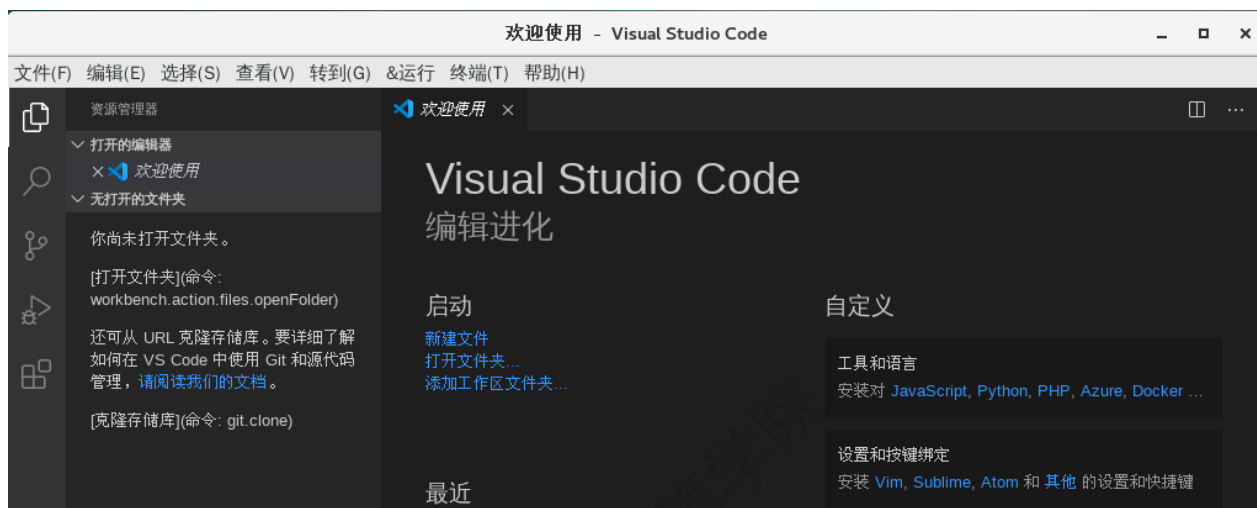 欢迎使用 - Visual Studio Code
文件(F) 编辑(E) 选择(S) 查看(V) 转到(G) &运行 终端(T) 帮助(H)
资源管理器
打开的编辑器
欢迎使用
无打开的文件夹
你尚未打开文件夹。
[打开文件夹](命令:
workbench.action.files.openFolder)
还可从 URL 克隆存储库。要详细了解
如何在 VS Code 中使用 Git 和源代码
管理，请阅读我们的文档。
[克隆存储库](命令: git.clone)
欢迎使用
Visual Studio Code
编辑进化
启动
新建文件
打开文件夹...
添加工作区文件夹...
最近
自定义
工具和语言
安装对 JavaScript, Python, PHP, Azure, Docker ...
设置和按键绑定
安装 Vim, Sublime, Atom 和 其他 的设置和快捷键
学院